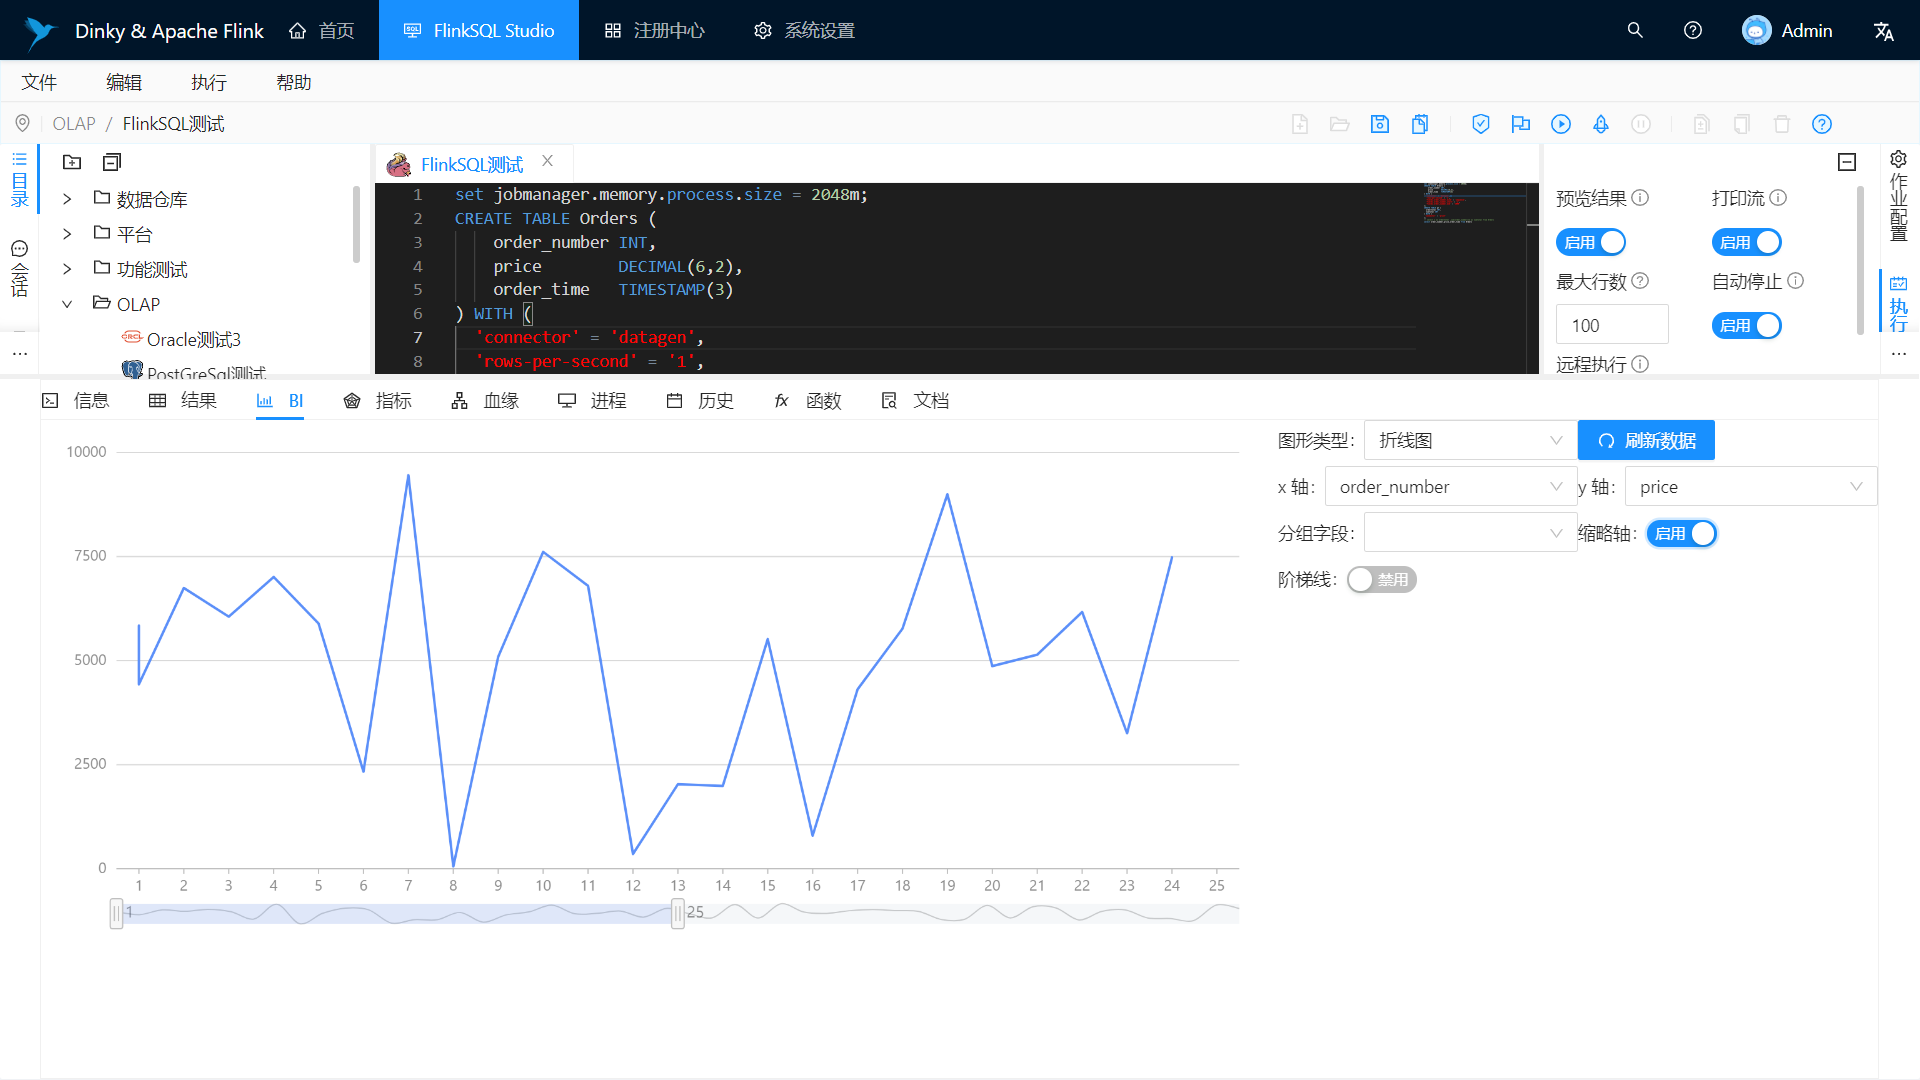 Dinky & Apache Flink 首页 FlinkSQL Studio 注册中心 系统设置 Admin
文件 编辑 执行 帮助
OLAP / FlinkSQL测试
目录
会话
数据仓库
平台
功能测试
OLAP
Oracle测试3
PostGreSql测试
FlinkSQL测试
1 set jobmanager.memory.process.size = 2048m;
2 CREATE TABLE Orders (
3 order_number INT,
4 price DECIMAL(6,2),
5 order_time TIMESTAMP(3)
6 ) WITH (
7 'connector' = 'datagen',
8 'rows-per-second' = '1',
预览结果 打印流
启用 启用
最大行数 自动停止
100 启用
远程执行
作业配置
执行
信息 结果 BI 指标 血缘 进程 历史 fx 函数 文档
图形类型: 折线图 刷新数据
x 轴: order_number y 轴: price
分组字段: 缩略轴: 启用
阶梯线: 禁用
10000
7500
5000
2500
0
1 2 3 4 5 6 7 8 9 10 11 12 13 14 15 16 17 18 19 20 21 22 23 24 25
1 25